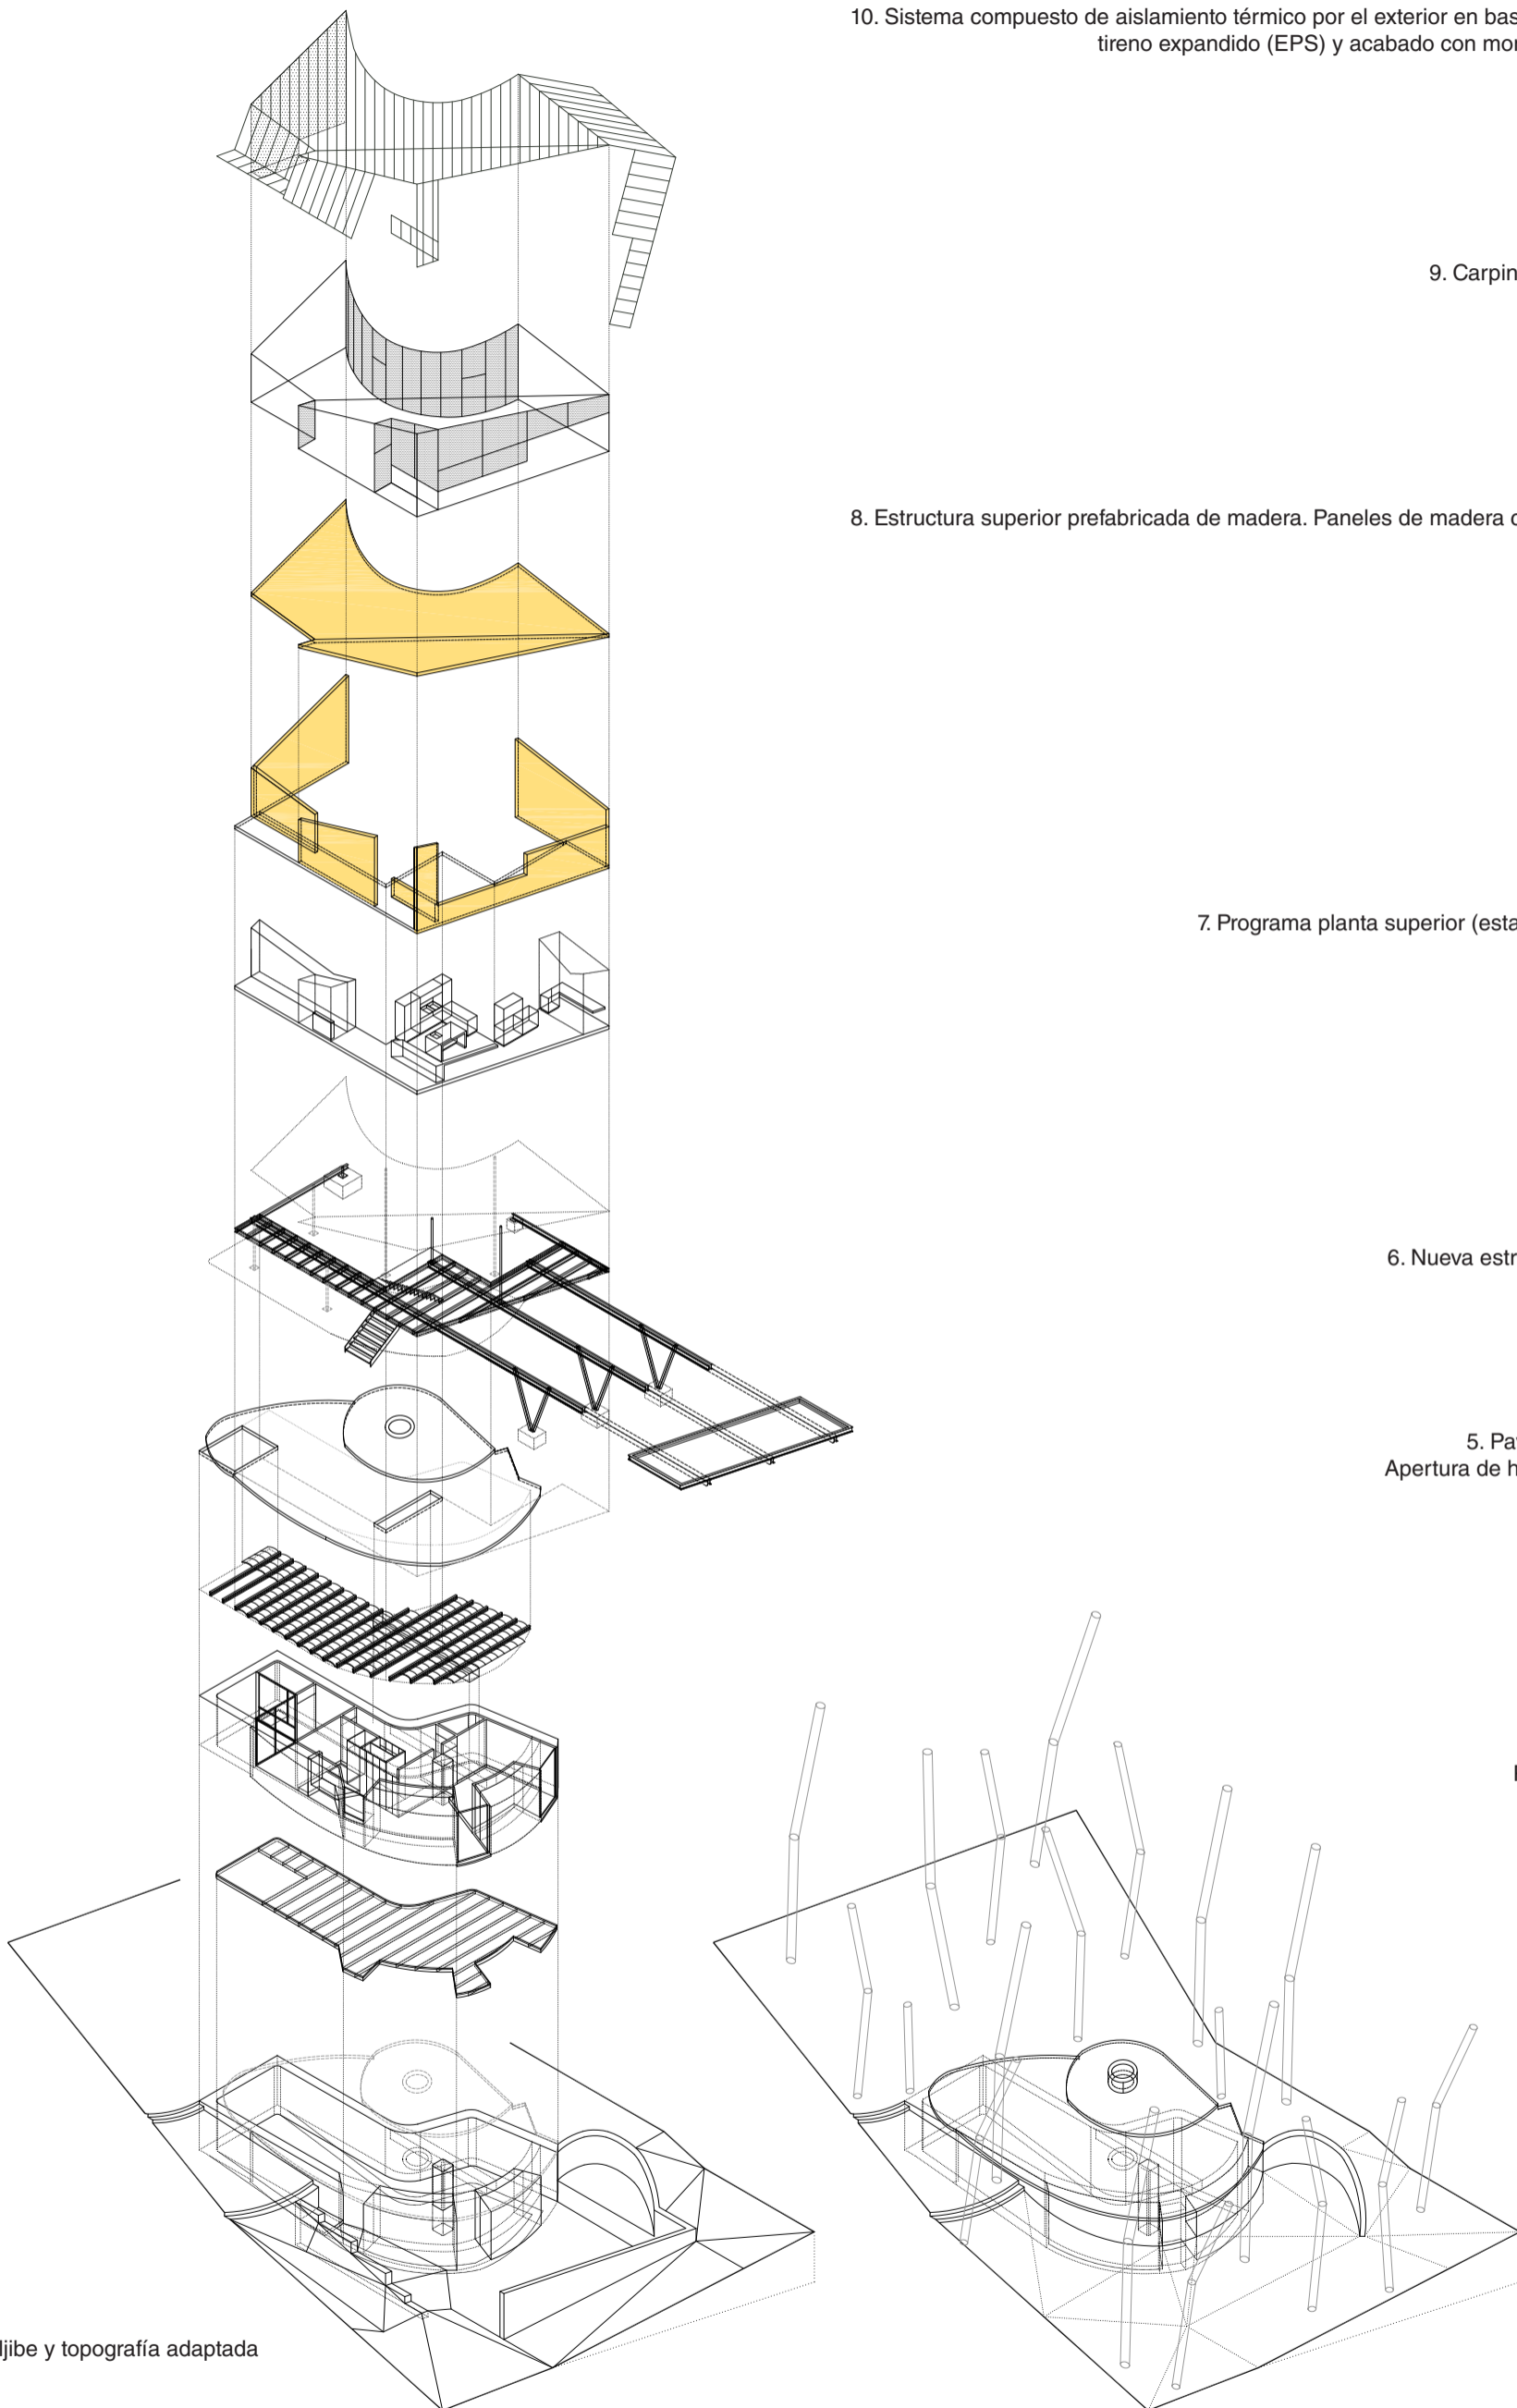 10. Sistema compuesto de aislamiento térmico por el exterior en bas
tireno expandido (EPS) y acabado con mor
9. Carpin
8. Estructura superior prefabricada de madera. Paneles de madera
7. Programa planta superior (esta
6. Nueva estr
5. Pa
Apertura de h
ljibe y topografía adaptada